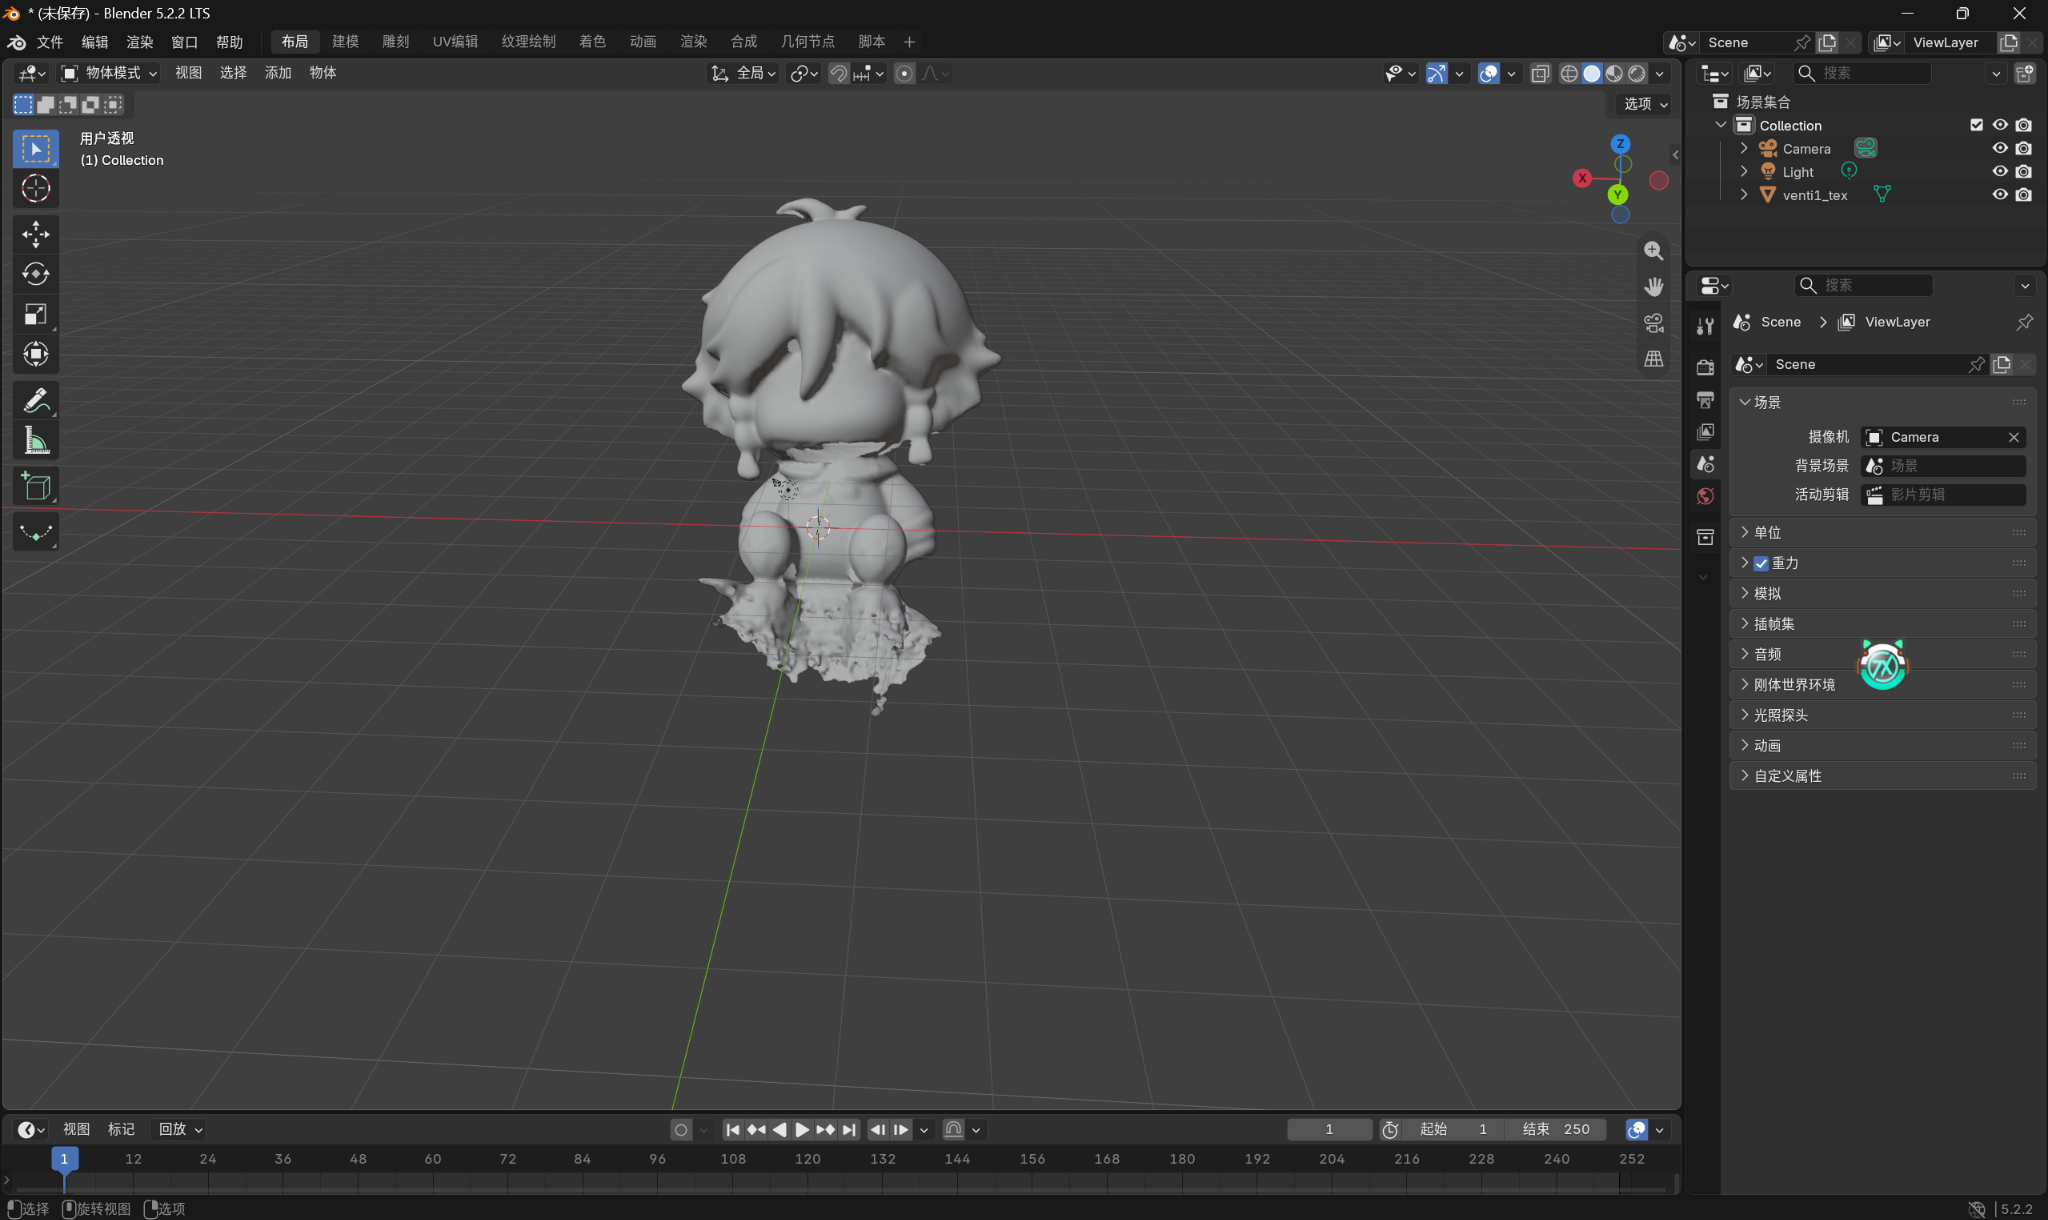 * (未保存) - Blender 5.2.2 LTS
文件 编辑 渲染 窗口 帮助 布局 建模 雕刻 UV编辑 纹理绘制 着色 动画 渲染 合成 几何节点 脚本 + Scene ViewLayer
物体模式 视图 选择 添加 物体 全局 搜索
选项
用户透视
(1) Collection
Z
X
Y
场景集合
Collection
Camera
Light
venti1_tex
搜索
Scene ViewLayer
Scene
场景
摄像机 Camera
背景场景 场景
活动剪辑 影片剪辑
单位
重力
模拟
插帧集
音频
刚体世界环境
光照探头
动画
自定义属性
视图 标记 回放 1 起始 1 结束 250
1 12 24 36 48 60 72 84 96 108 120 132 144 156 168 180 192 204 216 228 240 252
选择 旋转视图 选项 5.2.2